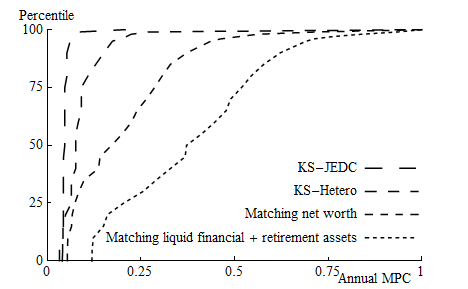 Percentile
100
75
50
25
0
KS−JEDC
KS−Hetero
Matching net worth
Matching liquid financial + retirement assets
0 0.25 0.5 0.75 1
Annual MPC